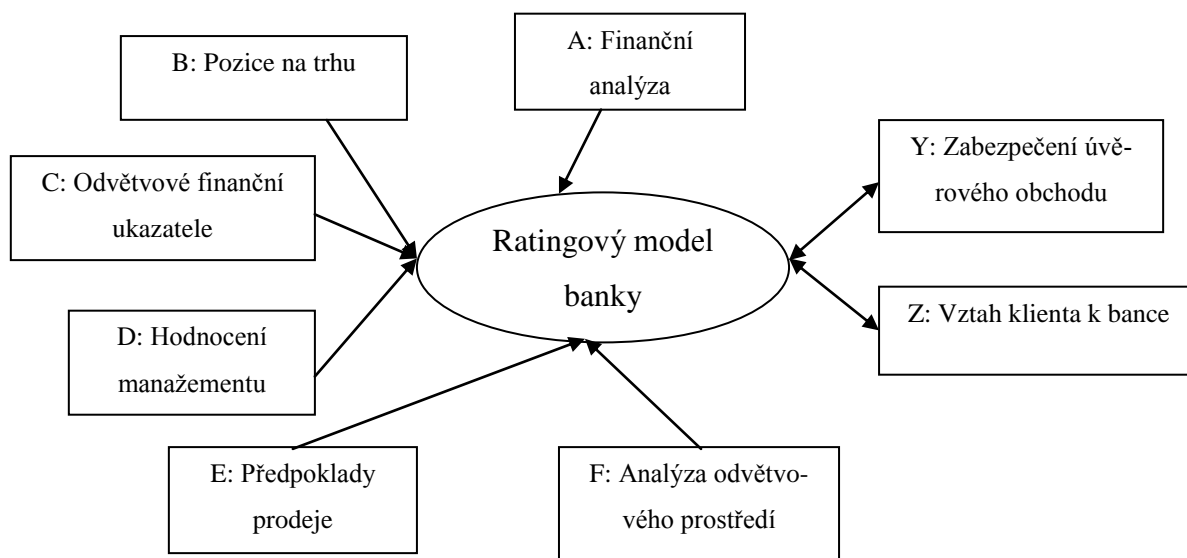 A: Finanční
analýza
B: Pozice na trhu
C: Odvětvové finanční
ukazatele
D: Hodnocení
manažementu
E: Předpoklady
prodeje
F: Analýza odvětvo-
vého prostředí
Ratingový model
banky
Y: Zabezpečení úvě-
rového obchodu
Z: Vztah klienta k bance